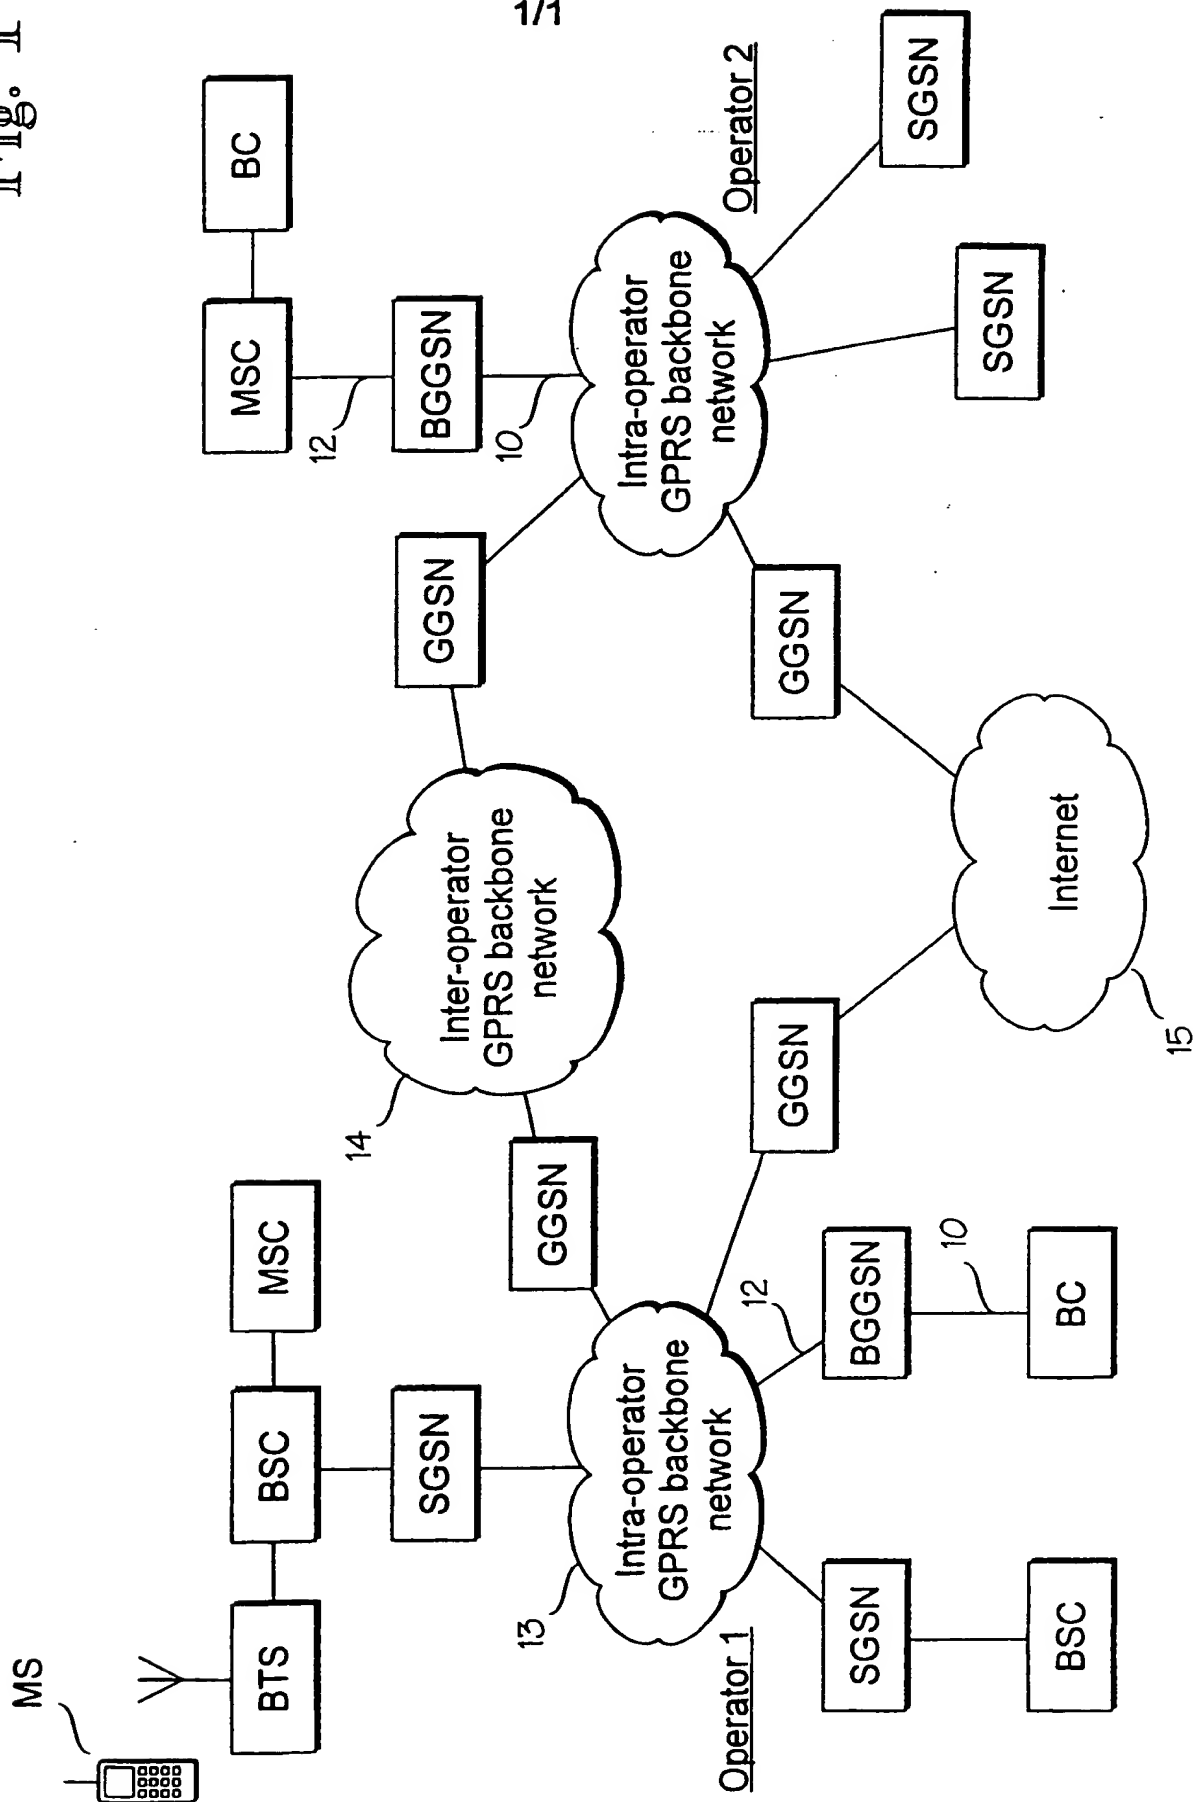 1/1
Fig. 1
MS
BTS
BSC
MSC
SGSN
GGSN
13
Intra-operator
GPRS backbone
network
Operator 1
SGSN
BSC
12
BGGSN
10
BC
GGSN
14
Inter-operator
GPRS backbone
network
Internet
15
GGSN
GGSN
MSC
BC
12
BGGSN
10
Intra-operator
GPRS backbone
network
Operator 2
SGSN
SGSN